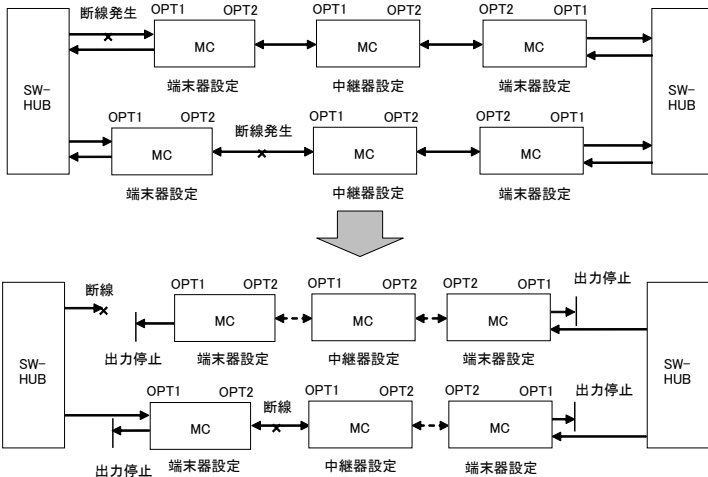 断線発生
OPT1 OPT2 OPT1 OPT2 OPT2 OPT1
MC MC MC
SW-
HUB
SW-
HUB
端末器設定 中継器設定 端末器設定
OPT1 OPT2 断線発生 OPT1 OPT2 OPT2 OPT1
MC MC MC
端末器設定 中継器設定 端末器設定
断線 OPT1 OPT2 OPT1 OPT2 OPT2 OPT1 出力停止
MC MC MC
出力停止 端末器設定 中継器設定 端末器設定
SW-
HUB
SW-
HUB
OPT1 OPT2 断線 OPT1 OPT2 OPT2 OPT1 出力停止
MC MC MC
出力停止 端末器設定 中継器設定 端末器設定